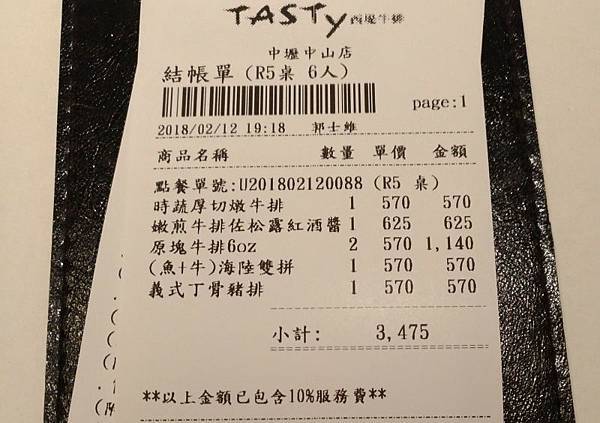 TASTy 西堤牛排
中壢中山店
結帳單 (R5桌 6人)
page:1
2018/02/12 19:18 郭士維
商品名稱 數量 單價 金額
點餐單號:U201802120088 (R5 桌)
時蔬厚切燉牛排 1 570 570
嫩煎牛排佐松露紅酒醬 1 625 625
原塊牛排6oz 2 570 1,140
(魚+牛)海陸雙拼 1 570 570
義式丁骨豬排 1 570 570
小計: 3,475
**以上金額已包含10%服務費**